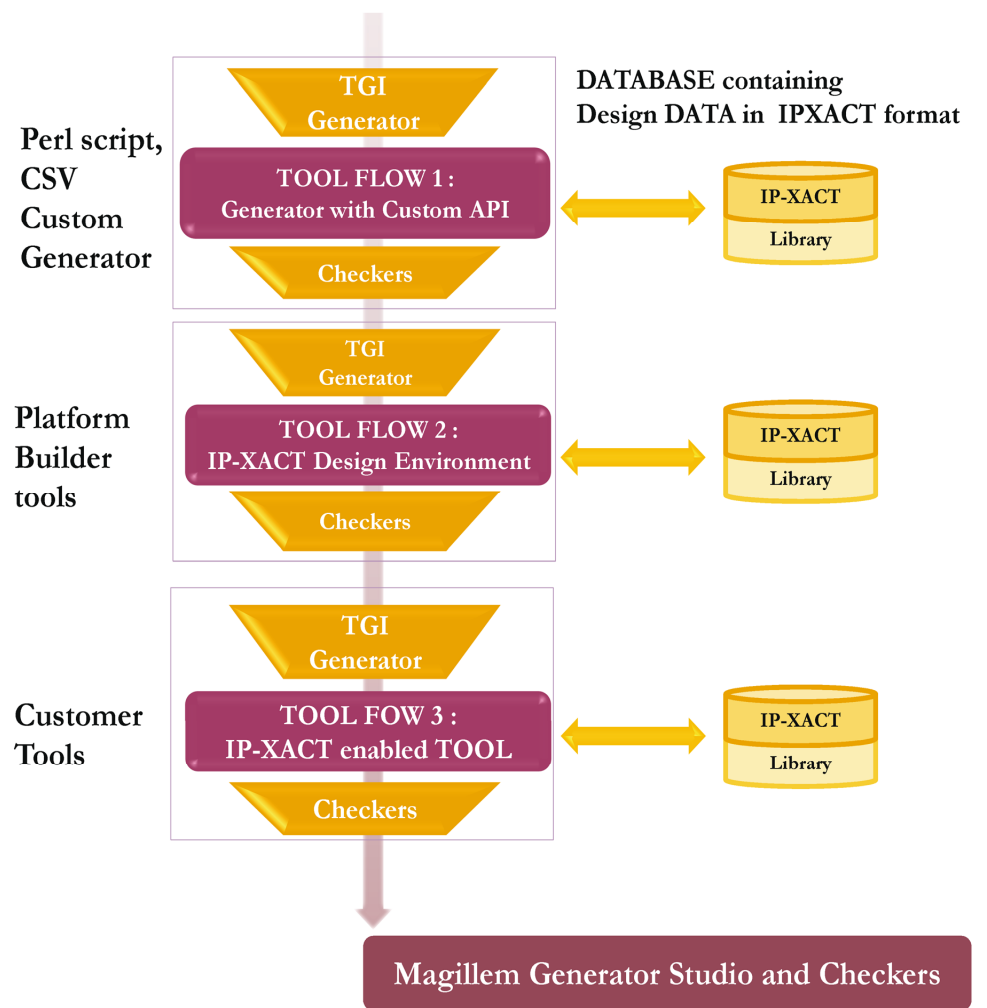 DATABASE containing
Design DATA in IPXACT format
Perl script,
CSV
Custom
Generator
TGI
Generator
TOOL FLOW 1 :
Generator with Custom API
Checkers
IP-XACT
Library
Platform
Builder
tools
TGI
Generator
TOOL FLOW 2 :
IP-XACT Design Environment
Checkers
IP-XACT
Library
Customer
Tools
TGI
Generator
TOOL FOW 3 :
IP-XACT enabled TOOL
Checkers
IP-XACT
Library
Magillem Generator Studio and Checkers